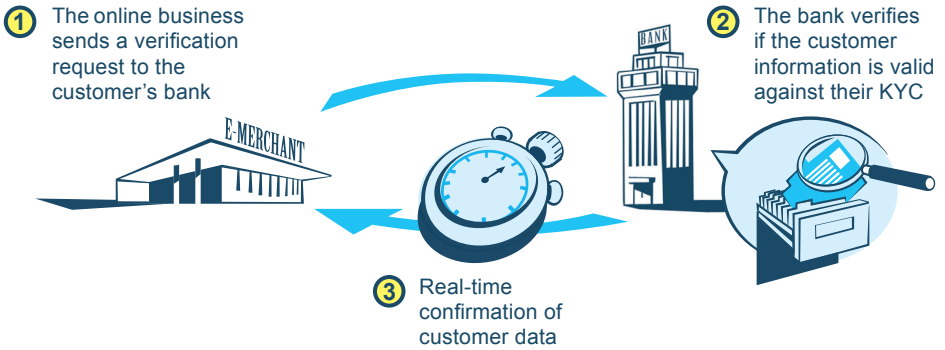 1 The online business
sends a verification
request to the
customer's bank
E-MERCHANT
BANK
2 The bank verifies
if the customer
information is valid
against their KYC
3 Real-time
confirmation of
customer data